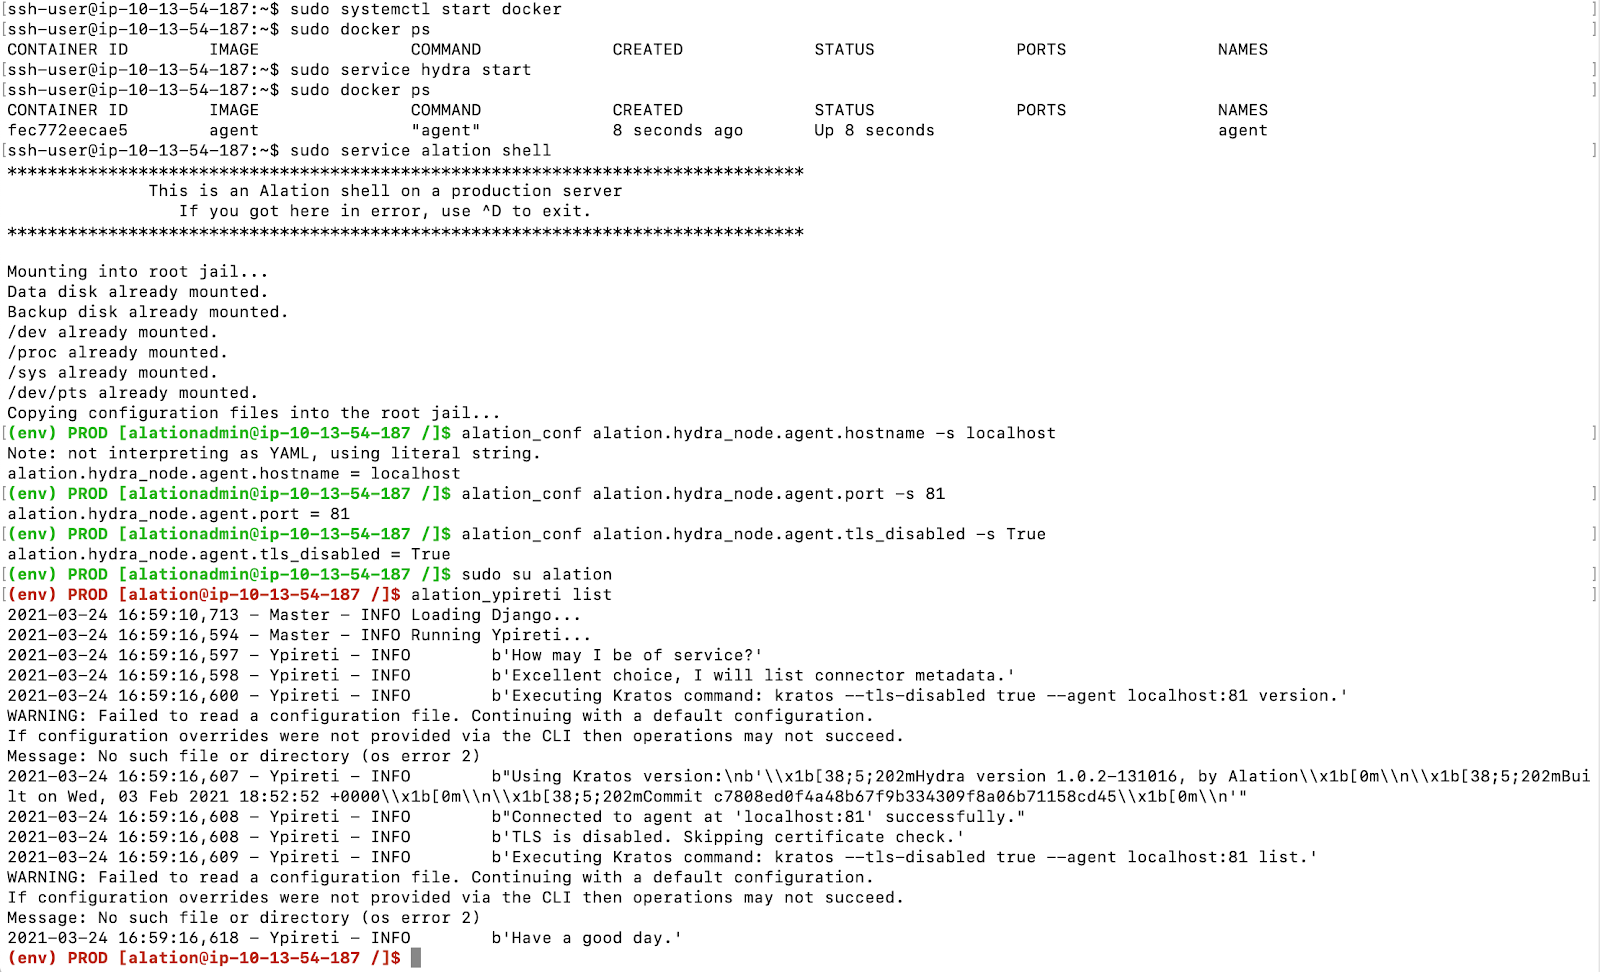 [ssh-user@ip-10-13-54-187:~$ sudo systemctl start docker ]
[ssh-user@ip-10-13-54-187:~$ sudo docker ps ]
CONTAINER ID IMAGE COMMAND CREATED STATUS PORTS NAMES
[ssh-user@ip-10-13-54-187:~$ sudo service hydra start ]
[ssh-user@ip-10-13-54-187:~$ sudo docker ps ]
CONTAINER ID IMAGE COMMAND CREATED STATUS PORTS NAMES
fec772eecae5 agent "agent" 8 seconds ago Up 8 seconds agent
[ssh-user@ip-10-13-54-187:~$ sudo service alation shell ]
*******************************************************************************
This is an Alation shell on a production server
If you got here in error, use ^D to exit.
*******************************************************************************
Mounting into root jail...
Data disk already mounted.
Backup disk already mounted.
/dev already mounted.
/proc already mounted.
/sys already mounted.
/dev/pts already mounted.
Copying configuration files into the root jail...
[(env) PROD [alationadmin@ip-10-13-54-187 /]$ alation_conf alation.hydra_node.agent.hostname -s localhost ]
Note: not interpreting as YAML, using literal string.
alation.hydra_node.agent.hostname = localhost
[(env) PROD [alationadmin@ip-10-13-54-187 /]$ alation_conf alation.hydra_node.agent.port -s 81 ]
alation.hydra_node.agent.port = 81
[(env) PROD [alationadmin@ip-10-13-54-187 /]$ alation_conf alation.hydra_node.agent.tls_disabled -s True ]
alation.hydra_node.agent.tls_disabled = True
[(env) PROD [alationadmin@ip-10-13-54-187 /]$ sudo su alation ]
[(env) PROD [alation@ip-10-13-54-187 /]$ alation_ypireti list ]
2021-03-24 16:59:10,713 - Master - INFO Loading Django...
2021-03-24 16:59:16,594 - Master - INFO Running Ypireti...
2021-03-24 16:59:16,597 - Ypireti - INFO b'How may I be of service?'
2021-03-24 16:59:16,598 - Ypireti - INFO b'Excellent choice, I will list connector metadata.'
2021-03-24 16:59:16,600 - Ypireti - INFO b'Executing Kratos command: kratos --tls-disabled true --agent localhost:81 version.'
WARNING: Failed to read a configuration file. Continuing with a default configuration.
If configuration overrides were not provided via the CLI then operations may not succeed.
Message: No such file or directory (os error 2)
2021-03-24 16:59:16,607 - Ypireti - INFO b"Using Kratos version:\nb'\\x1b[38;5;202mHydra version 1.0.2-131016, by Alation\\x1b[0m\\n\\x1b[38;5;202mBui
lt on Wed, 03 Feb 2021 18:52:52 +0000\\x1b[0m\\n\\x1b[38;5;202mCommit c7808ed0f4a48b67f9b334309f8a06b71158cd45\\x1b[0m\\n'"
2021-03-24 16:59:16,608 - Ypireti - INFO b"Connected to agent at 'localhost:81' successfully."
2021-03-24 16:59:16,608 - Ypireti - INFO b'TLS is disabled. Skipping certificate check.'
2021-03-24 16:59:16,609 - Ypireti - INFO b'Executing Kratos command: kratos --tls-disabled true --agent localhost:81 list.'
WARNING: Failed to read a configuration file. Continuing with a default configuration.
If configuration overrides were not provided via the CLI then operations may not succeed.
Message: No such file or directory (os error 2)
2021-03-24 16:59:16,618 - Ypireti - INFO b'Have a good day.'
(env) PROD [alation@ip-10-13-54-187 /]$